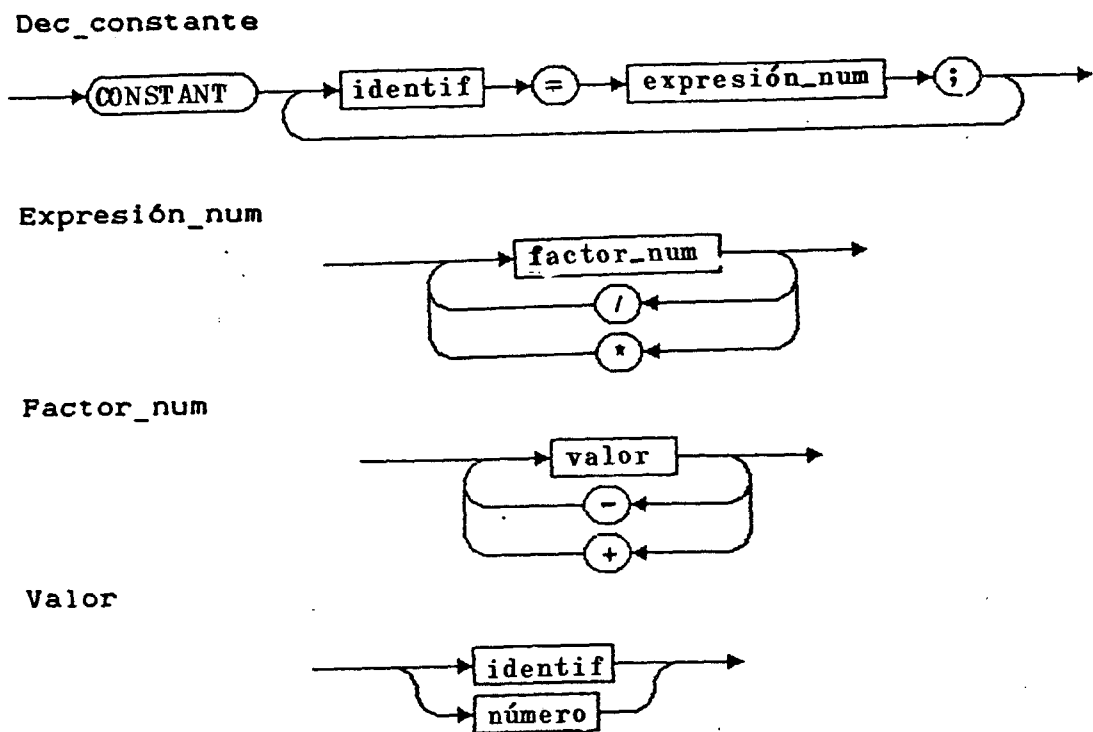 Dec_constante
CONSTANT identif = expresión_num ;
Expresión_num
factor_num
/
*
Factor_num
valor
-
+
Valor
identif
número